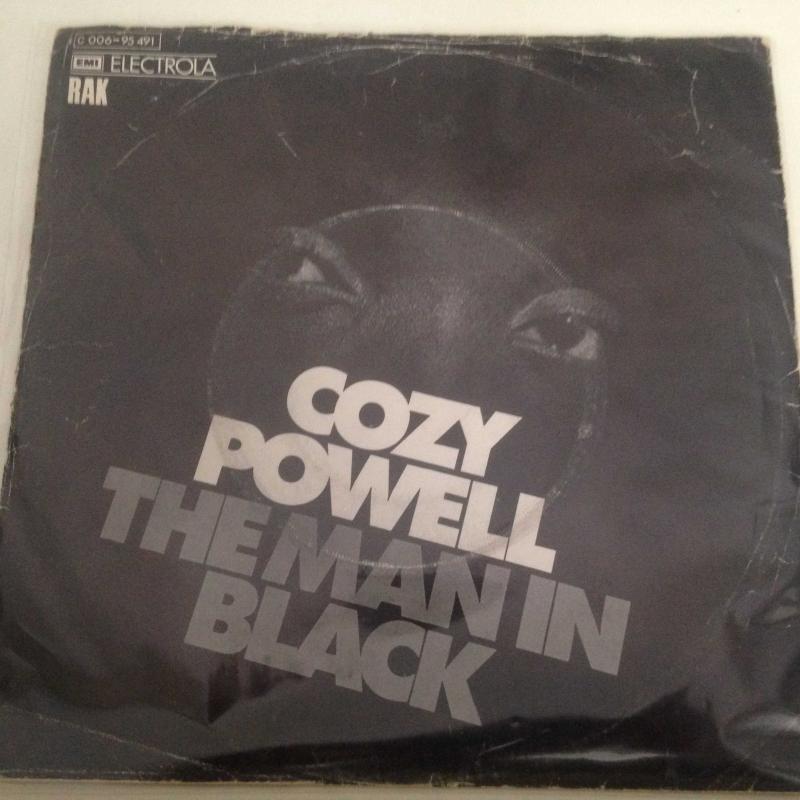 C 006-95 491
EMI ELECTROLA
RAK
COZY
POWELL
THE MAN IN
BLACK